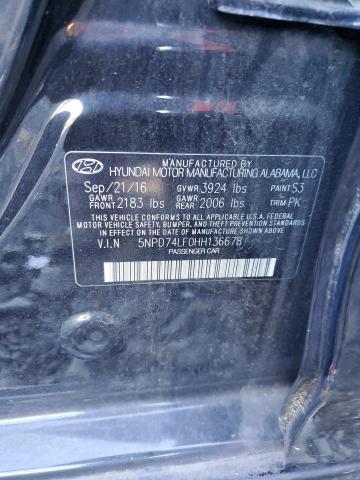 MANUFACTURED BY
HYUNDAI MOTOR MANUFACTURING ALABAMA, LLC
Sep/21/16 GVWR 3924 lbs PAINT S3
GAWR FRONT 2183 lbs GAWR REAR 2006 lbs TRIM PK
THIS VEHICLE CONFORMS TO ALL APPLICABLE U.S.A. FEDERAL
MOTOR VEHICLE SAFETY, BUMPER, AND THEFT PREVENTION
STANDARDS IN EFFECT ON THE DATE OF MANUFACTURE SHOWN ABOVE.
V.I.N 5NPD74LF0HH136678
PASSENGER CAR